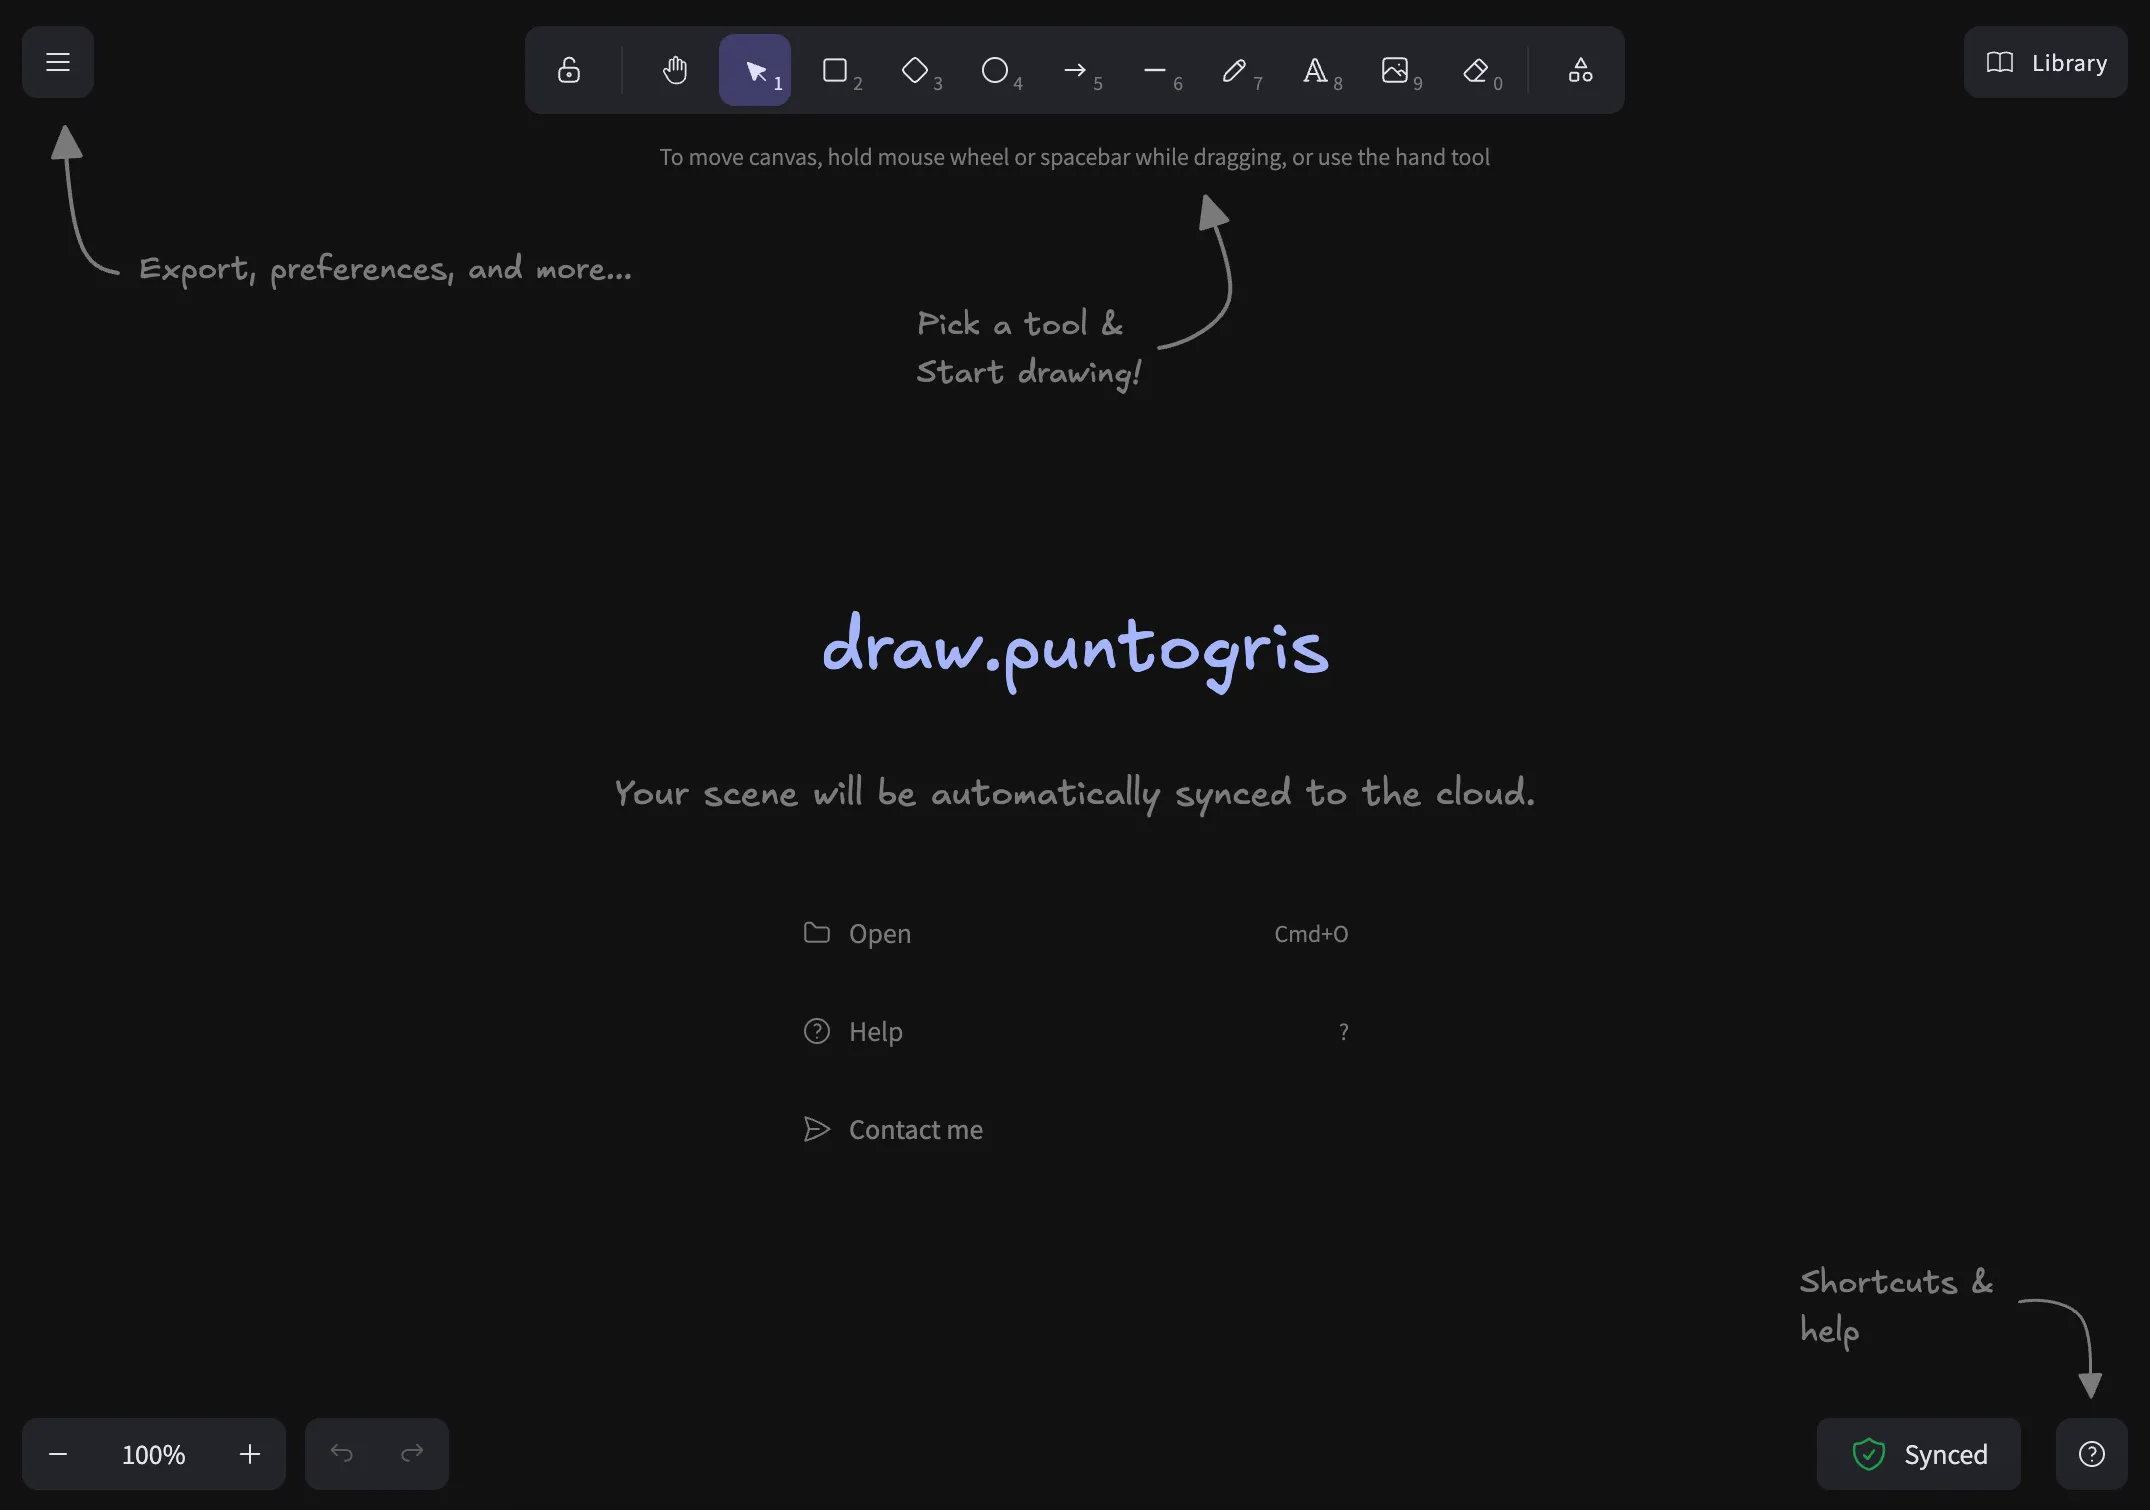 1
2
3
4
5
6
7
8
9
0
Library
To move canvas, hold mouse wheel or spacebar while dragging, or use the hand tool
Export, preferences, and more...
Pick a tool &
Start drawing!
draw.puntogris
Your scene will be automatically synced to the cloud.
Open Cmd+O
Help ?
Contact me
Shortcuts &
help
100%
Synced